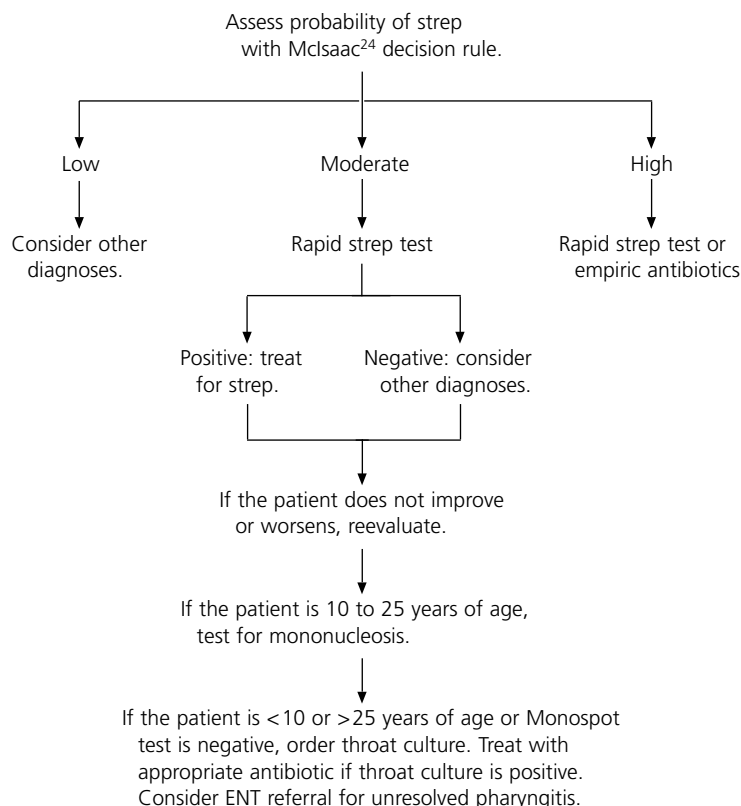 Assess probability of strep
with McIsaac24 decision rule.
Low
Moderate
High
Consider other
diagnoses.
Rapid strep test
Rapid strep test or
empiric antibiotics
Positive: treat
for strep.
Negative: consider
other diagnoses.
If the patient does not improve
or worsens, reevaluate.
If the patient is 10 to 25 years of age,
test for mononucleosis.
If the patient is <10 or >25 years of age or Monospot
test is negative, order throat culture. Treat with
appropriate antibiotic if throat culture is positive.
Consider ENT referral for unresolved pharyngitis.